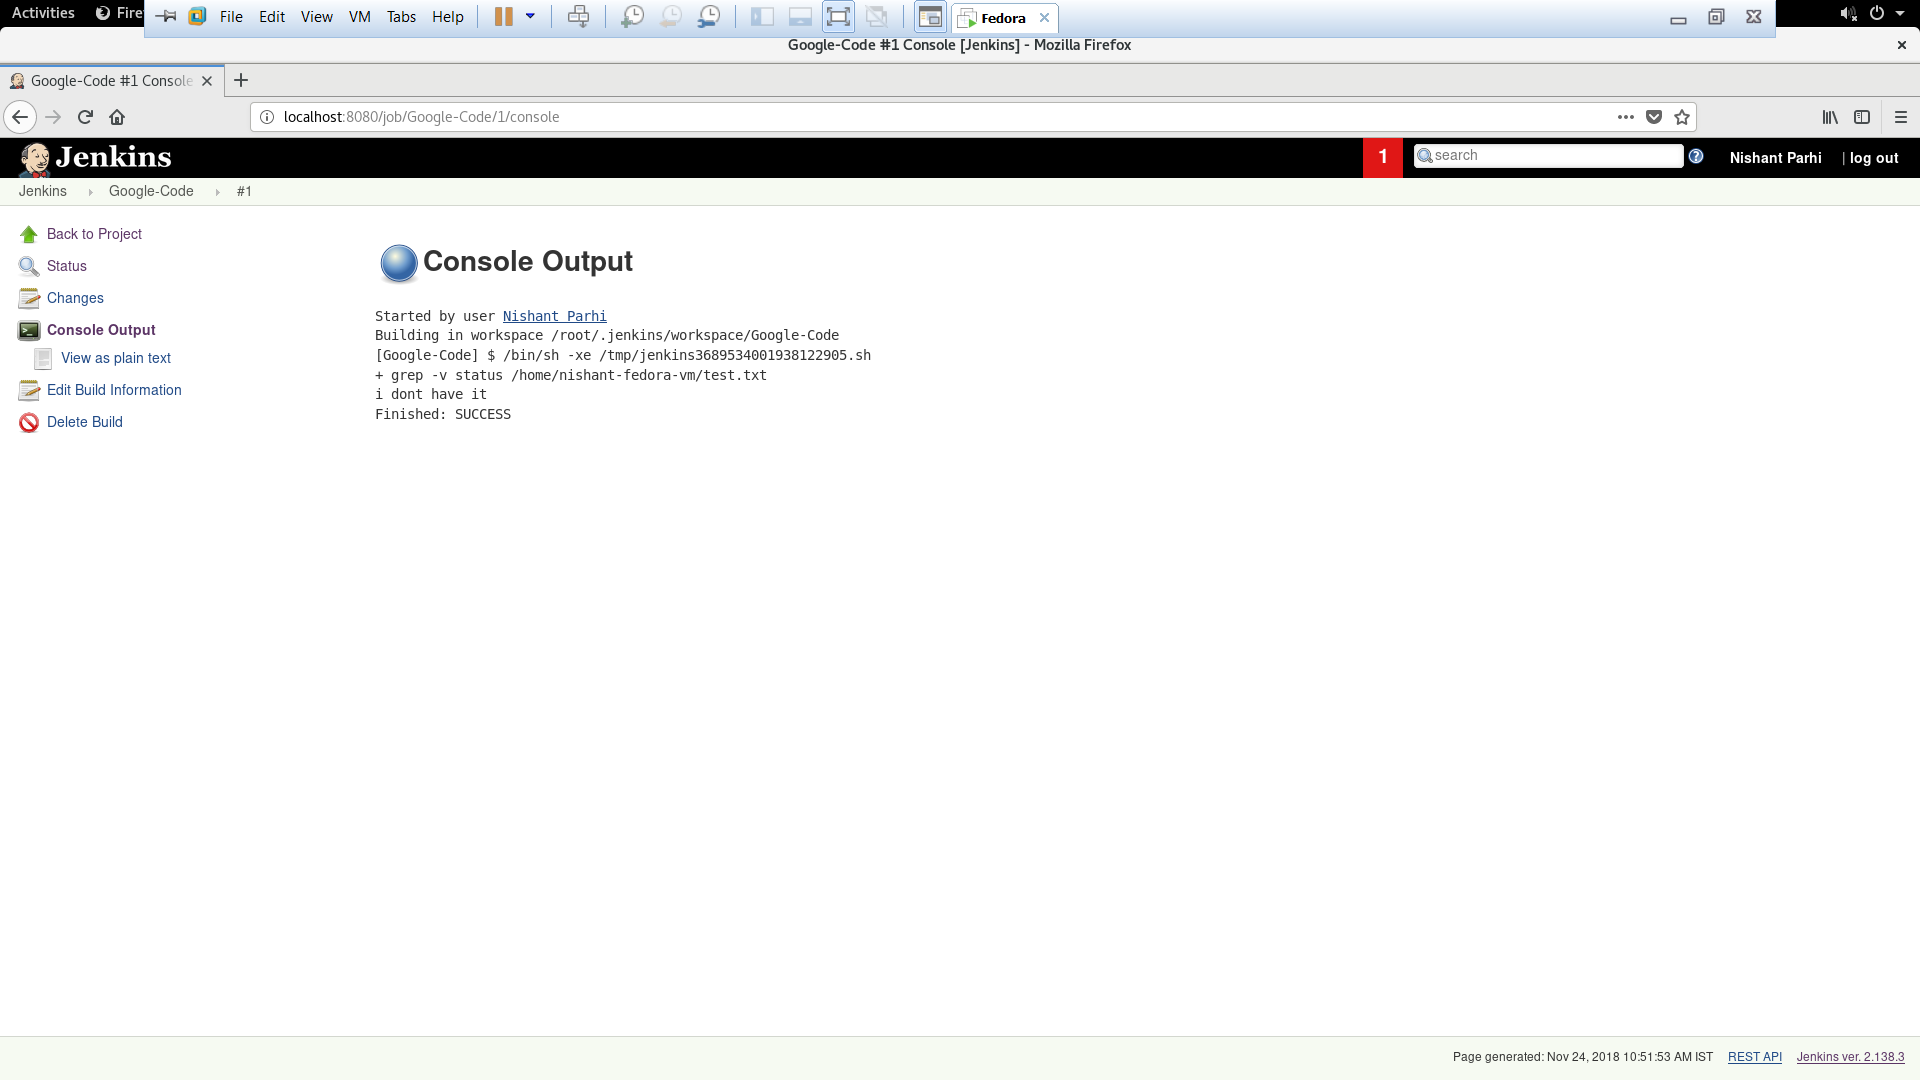 Activities
File Edit View VM Tabs Help
Fedora
Google-Code #1 Console [Jenkins] - Mozilla Firefox
Google-Code #1 Console
localhost:8080/job/Google-Code/1/console
Jenkins
1
search
Nishant Parhi
| log out
Jenkins
Google-Code
#1
Back to Project
Status
Changes
Console Output
View as plain text
Edit Build Information
Delete Build
Console Output
Started by user Nishant Parhi
Building in workspace /root/.jenkins/workspace/Google-Code
[Google-Code] $ /bin/sh -xe /tmp/jenkins3689534001938122905.sh
+ grep -v status /home/nishant-fedora-vm/test.txt
i dont have it
Finished: SUCCESS
Page generated: Nov 24, 2018 10:51:53 AM IST
REST API
Jenkins ver. 2.138.3